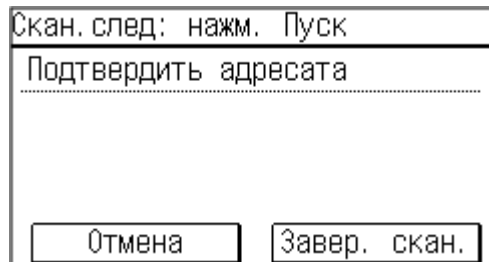 Скан.след: нажм. Пуск
Подтвердить адресата
Отмена
Завер. скан.